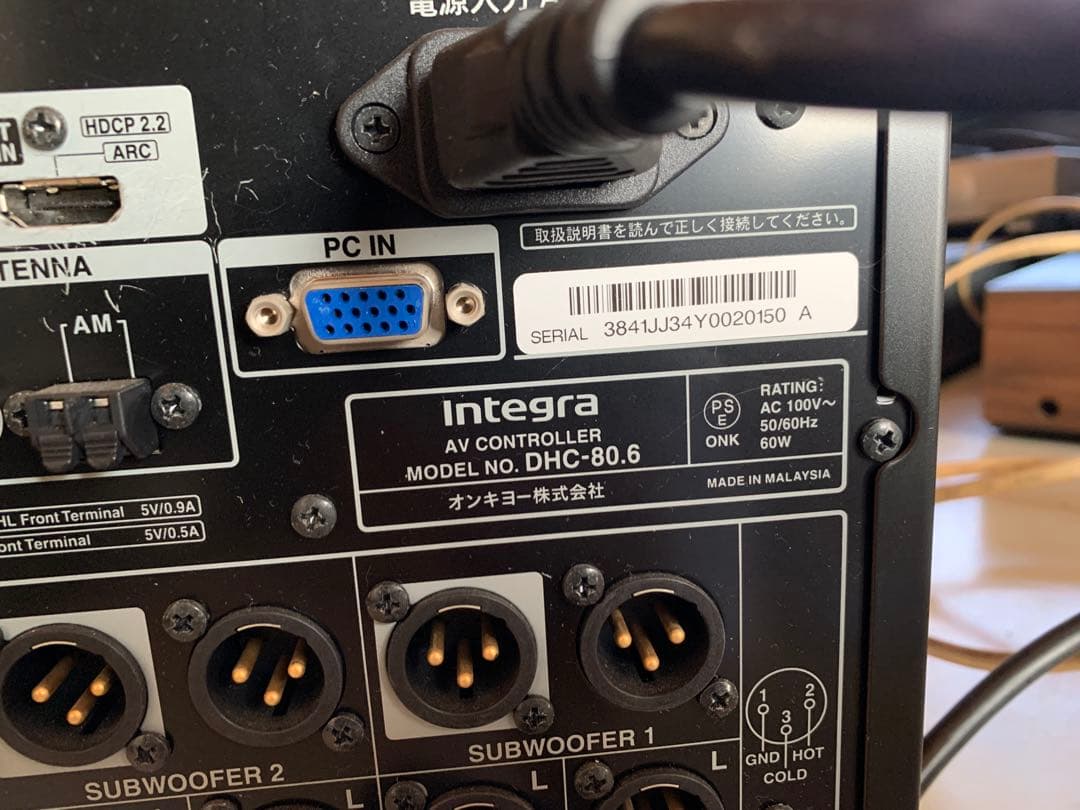 電源入力 A
HDCP 2.2
ARC
PC IN
TENNA
AM
取扱説明書を読んで正しく接続してください。
SERIAL 3841JJ34Y0020150 A
Integra
AV CONTROLLER
MODEL NO. DHC-80.6
オンキヨー株式会社
PS
E
ONK
RATING:
AC 100V～
50/60Hz
60W
MADE IN MALAYSIA
HL Front Terminal 5V/0.9A
ont Terminal 5V/0.5A
SUBWOOFER 2
SUBWOOFER 1
1
2
3
GND
HOT
COLD
L
L